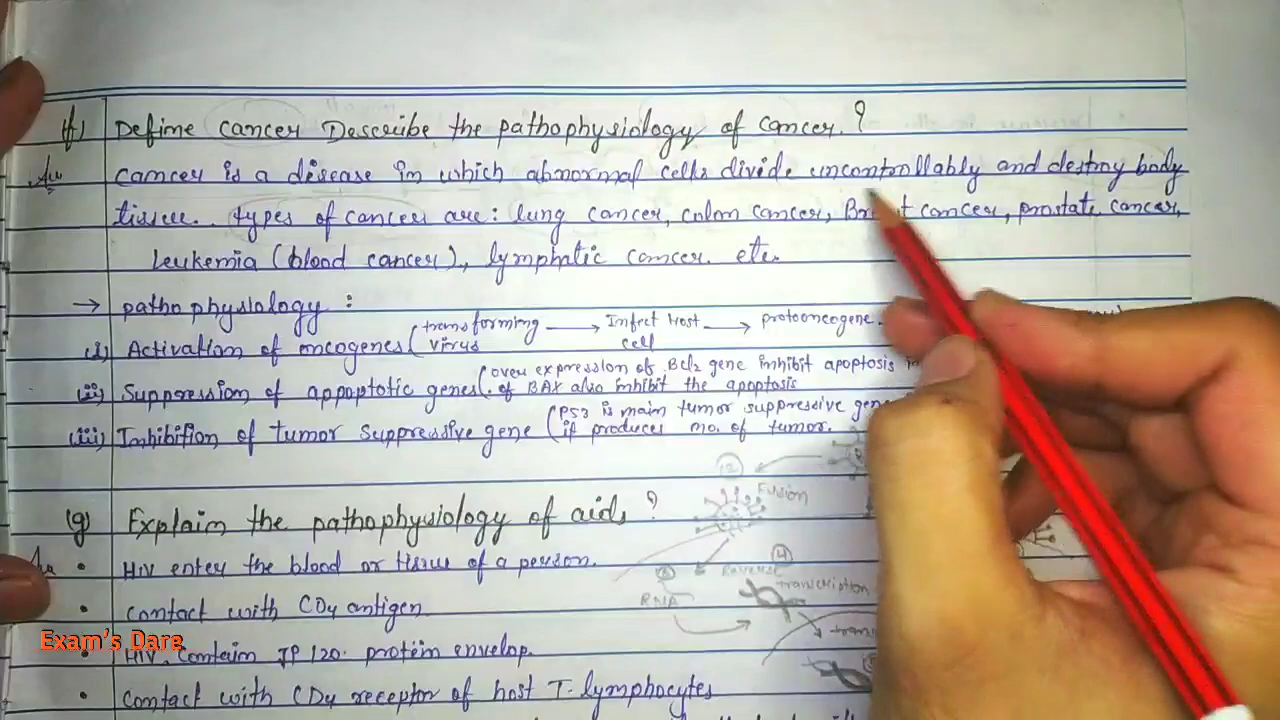 (f) Define cancer Describe the pathophysiology of cancer.?
Ans Cancer is a disease in which abnormal cells divide uncontrollably and destroy body
tissue. types of cancer are: lung cancer, colon cancer, Breast cancer, prostate cancer,
Leukemia (blood cancer), lymphatic cancer. etc.
→ pathophysiology :
(i) Activation of oncogenes (transforming virus → Infect Host cell → protooncogene.
(ii) Suppression of appoptotic genes (over expression of Bcl2 gene inhibit apoptosis
. of BAX also inhibit the apoptosis
(iii) Inhibition of tumor suppressive gene (P53 is main tumor suppressive gene
if produces no. of tumor.
(g) Explain the pathophysiology of aids ?
Ans • HIV enter the blood or tissue of a person.
• Contact with CD4 antigen
• HIV. Contain JP 120. protein envelop.
• Contact with CD4 receptor of host T-lymphocytes
Fusion
RNA
Reverse
transcription
Exam's Dare